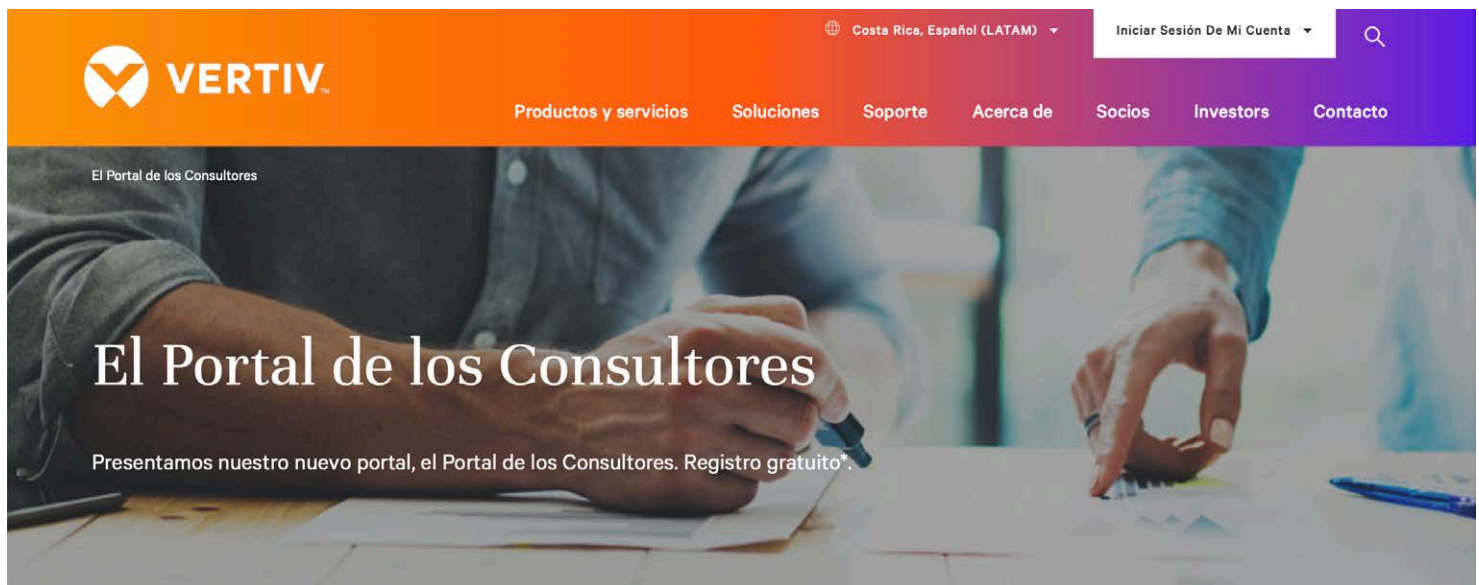 Costa Rica, Español (LATAM)
Iniciar Sesión De Mi Cuenta
VERTIV™
Productos y servicios Soluciones Soporte Acerca de Socios Investors Contacto
El Portal de los Consultores
El Portal de los Consultores
Presentamos nuestro nuevo portal, el Portal de los Consultores. Registro gratuito*.